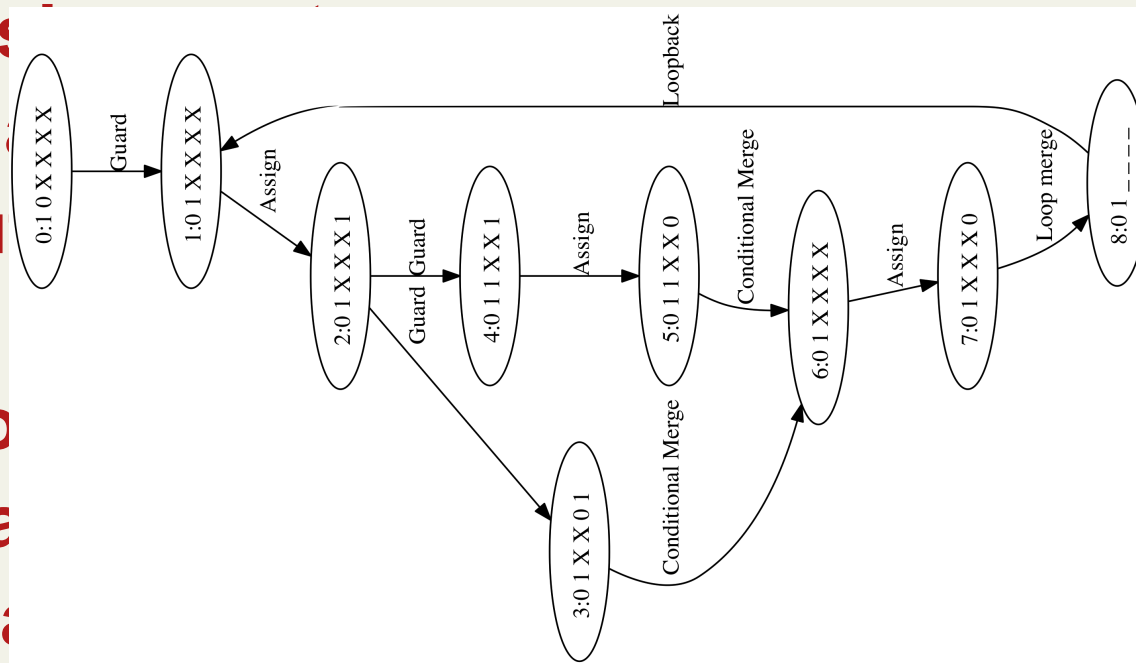 0:1 0 X X X X
Guard
1:0 1 X X X X
Assign
2:0 1 X X X 1
Guard
Guard
4:0 1 1 X X 1
Assign
5:0 1 1 X X 0
3:0 1 X X 0 1
Conditional Merge
Conditional Merge
6:0 1 X X X X
Assign
7:0 1 X X X 0
Loop merge
8:0 1 _ _ _ _
Loopback